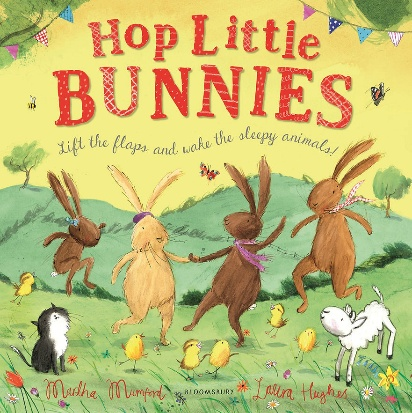 Hop Little
BUNNIES
Lift the flaps and wake the sleepy animals!
Martha Mumford BLOOMSBURY Laura Hughes